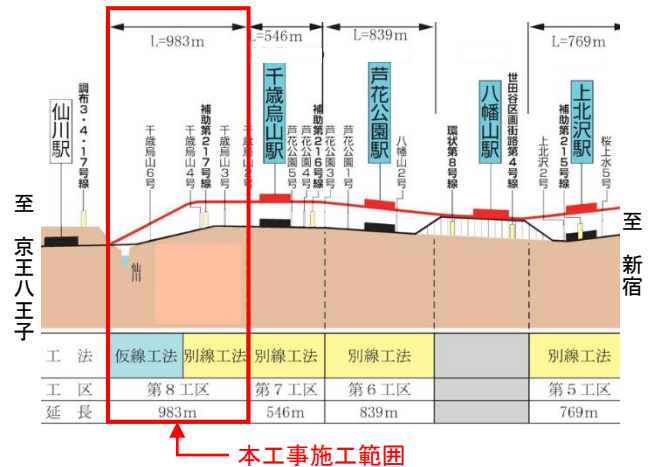 L=983m
L=546m
L=839m
L=769m
仙川駅
調布3・4・17号線
千歳烏山6号
千歳烏山4号
補助第217号線
千歳烏山3号
千歳烏山駅
芦花公園5号
芦花公園4号
補助第216号線
芦花公園3号
芦花公園1号
芦花公園駅
八幡山2号
環状第8号線
八幡山駅
世田谷区画街路第4号線
上北沢2号
補助第215号線
上北沢駅
桜上水5号
至 京王八王子
至 新宿
仙川
工法 仮線工法 別線工法 別線工法 別線工法 別線工法
工区 第8工区 第7工区 第6工区 第5工区
延長 983m 546m 839m 769m
本工事施工範囲